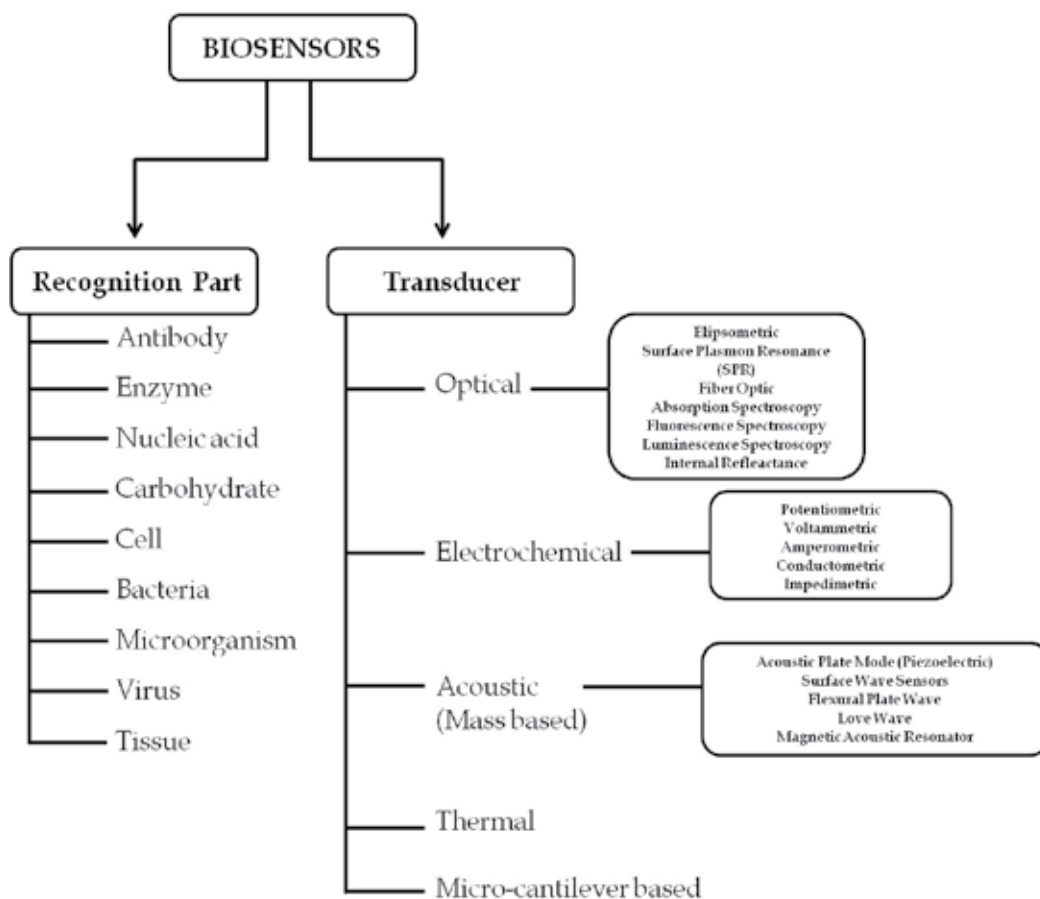 BIOSENSORS
Recognition Part
Antibody
Enzyme
Nucleic acid
Carbohydrate
Cell
Bacteria
Microorganism
Virus
Tissue
Transducer
Optical
Elipsometric
Surface Plasmon Resonance
(SPR)
Fiber Optic
Absorption Spectroscopy
Fluorescence Spectroscopy
Luminescence Spectroscopy
Internal Refleactance
Electrochemical
Potentiometric
Voltammetric
Amperometric
Conductometric
Impedimetric
Acoustic
(Mass based)
Acoustic Plate Mode (Piezoelectric)
Surface Wave Sensors
Flexural Plate Wave
Love Wave
Magnetic Acoustic Resonator
Thermal
Micro-cantilever based